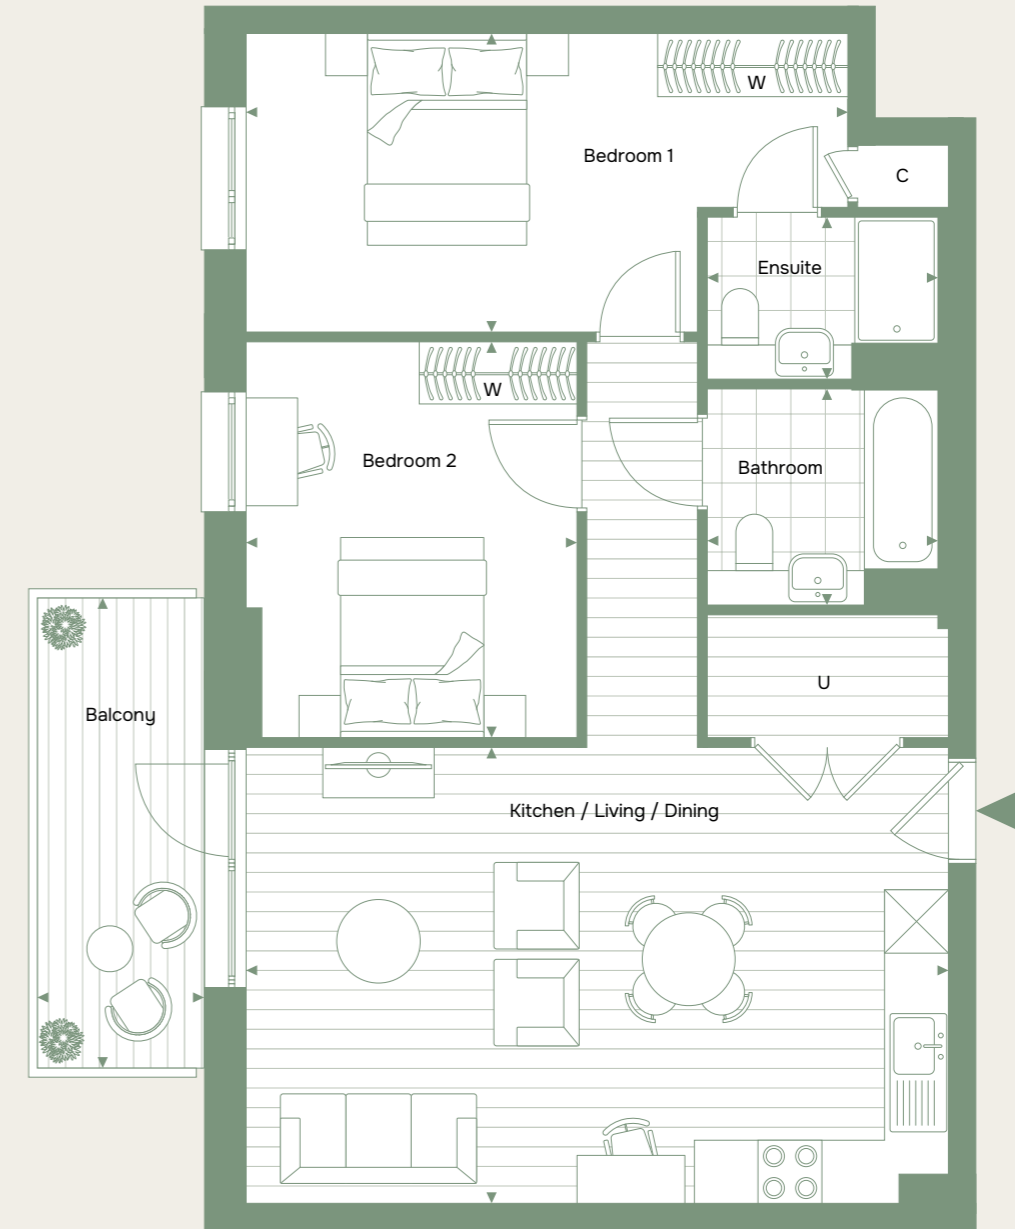 W
Bedroom 1
C
Ensuite
W
Bedroom 2
Bathroom
U
Balcony
Kitchen / Living / Dining